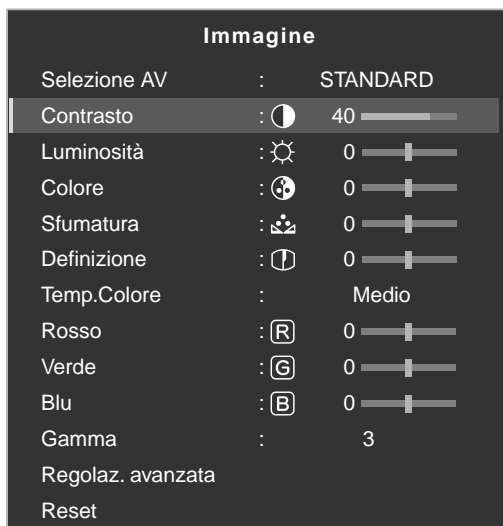 Immagine
Selezione AV : STANDARD
Contrasto : 40
Luminosità : 0
Colore : 0
Sfumatura : 0
Definizione : 0
Temp.Colore : Medio
Rosso : R 0
Verde : G 0
Blu : B 0
Gamma : 3
Regolaz. avanzata
Reset